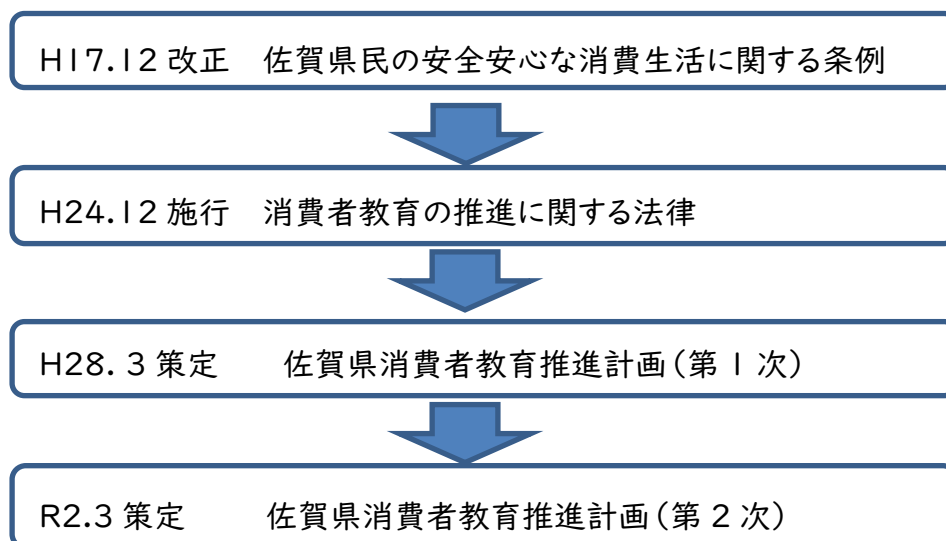 H17.12 改正　佐賀県民の安全安心な消費生活に関する条例
H24.12 施行　消費者教育の推進に関する法律
H28. 3 策定　　佐賀県消費者教育推進計画（第１次）
R2.3 策定　　　佐賀県消費者教育推進計画（第２次）